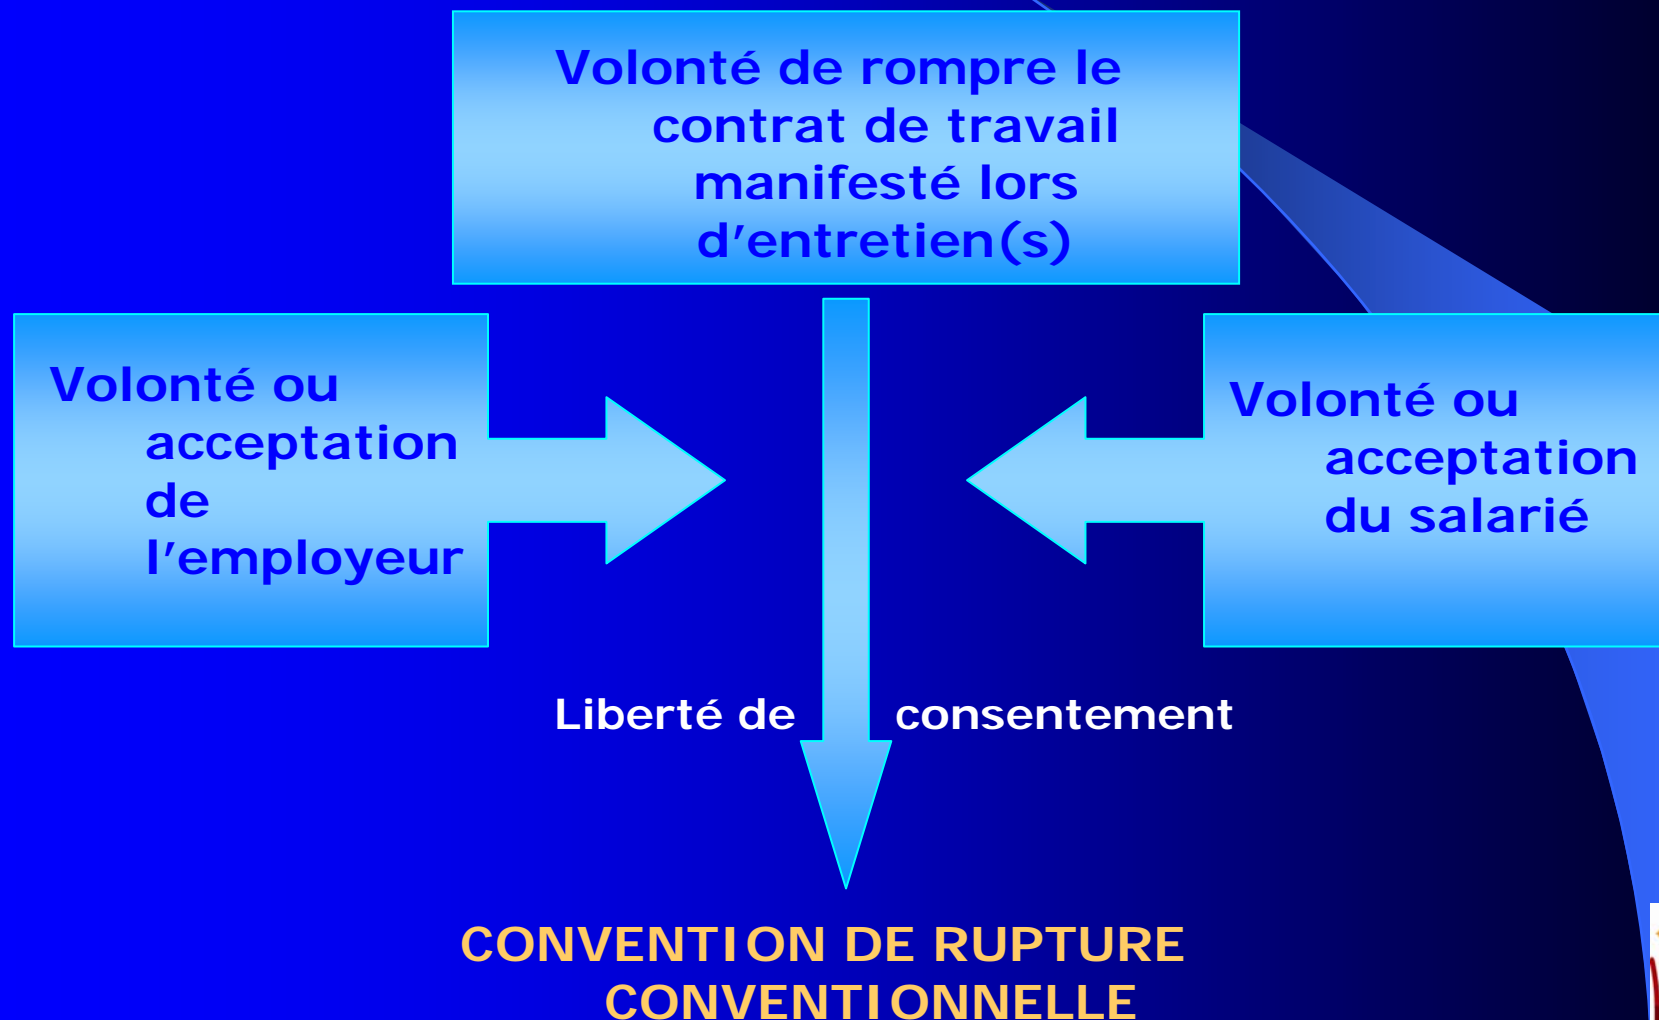 Volonté de rompre le
contrat de travail
manifesté lors
d’entretien(s)
Volonté ou
acceptation
de
l’employeur
Volonté ou
acceptation
du salarié
Liberté de consentement
CONVENTION DE RUPTURE
CONVENTIONNELLE